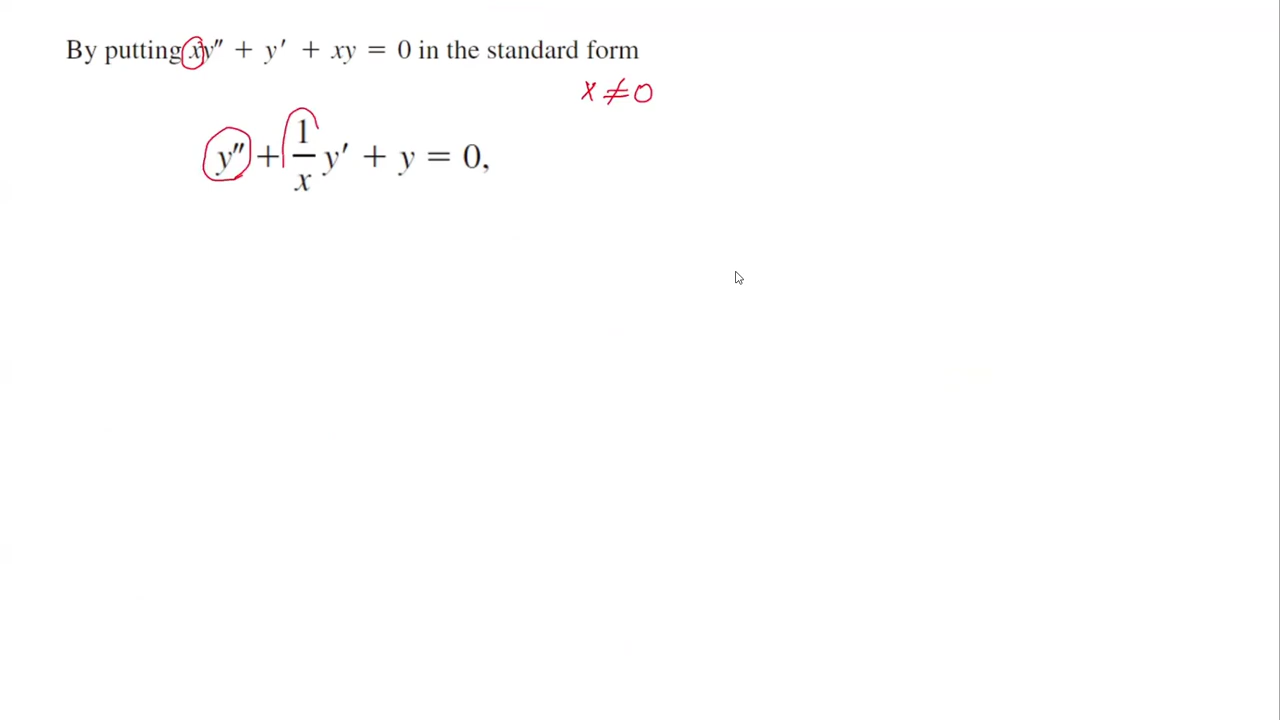 By putting xy″ + y′ + xy = 0 in the standard form
x ≠ 0
y″ + 1/x y′ + y = 0,